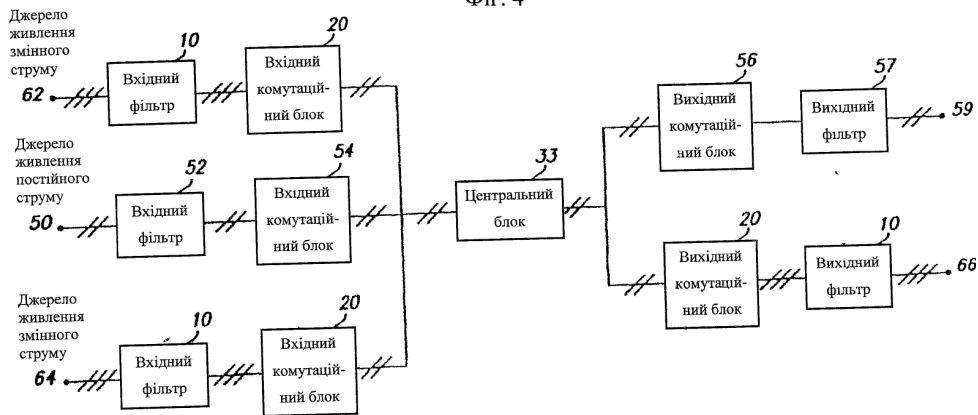 Фіг. 4
Джерело
живлення
змінного
струму
62
10
Вхідний
фільтр
20
Вхідний
комутацій-
ний блок
Джерело
живлення
постійного
струму
50
52
Вхідний
фільтр
54
Вхідний
комутацій-
ний блок
Джерело
живлення
змінного
струму
64
10
Вхідний
фільтр
20
Вхідний
комутацій-
ний блок
33
Центральний
блок
56
Вихідний
комутацій-
ний блок
57
Вихідний
фільтр
59
20
Вихідний
комутацій-
ний блок
10
Вихідний
фільтр
66